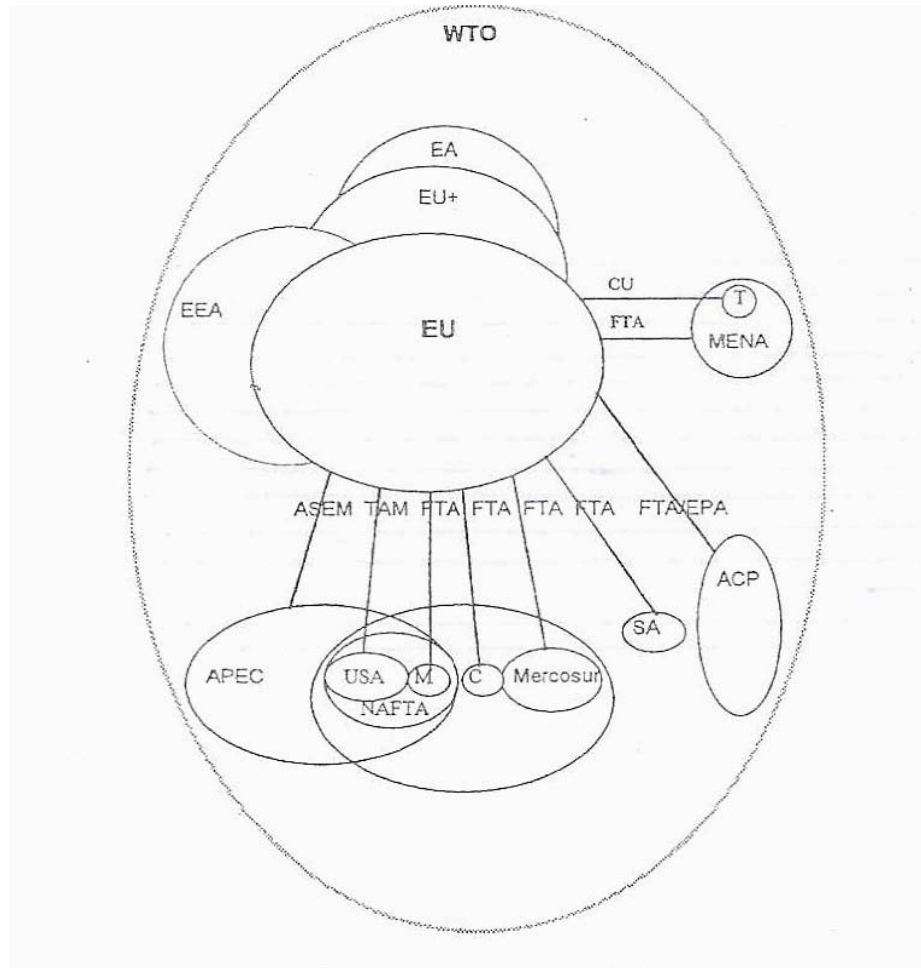 WTO
EA
EU+
EEA
EU
CU
T
FTA
MENA
ASEM TAM FTA FTA FTA FTA FTA/EPA
ACP
SA
APEC
USA
M
C
Mercosur
NAFTA